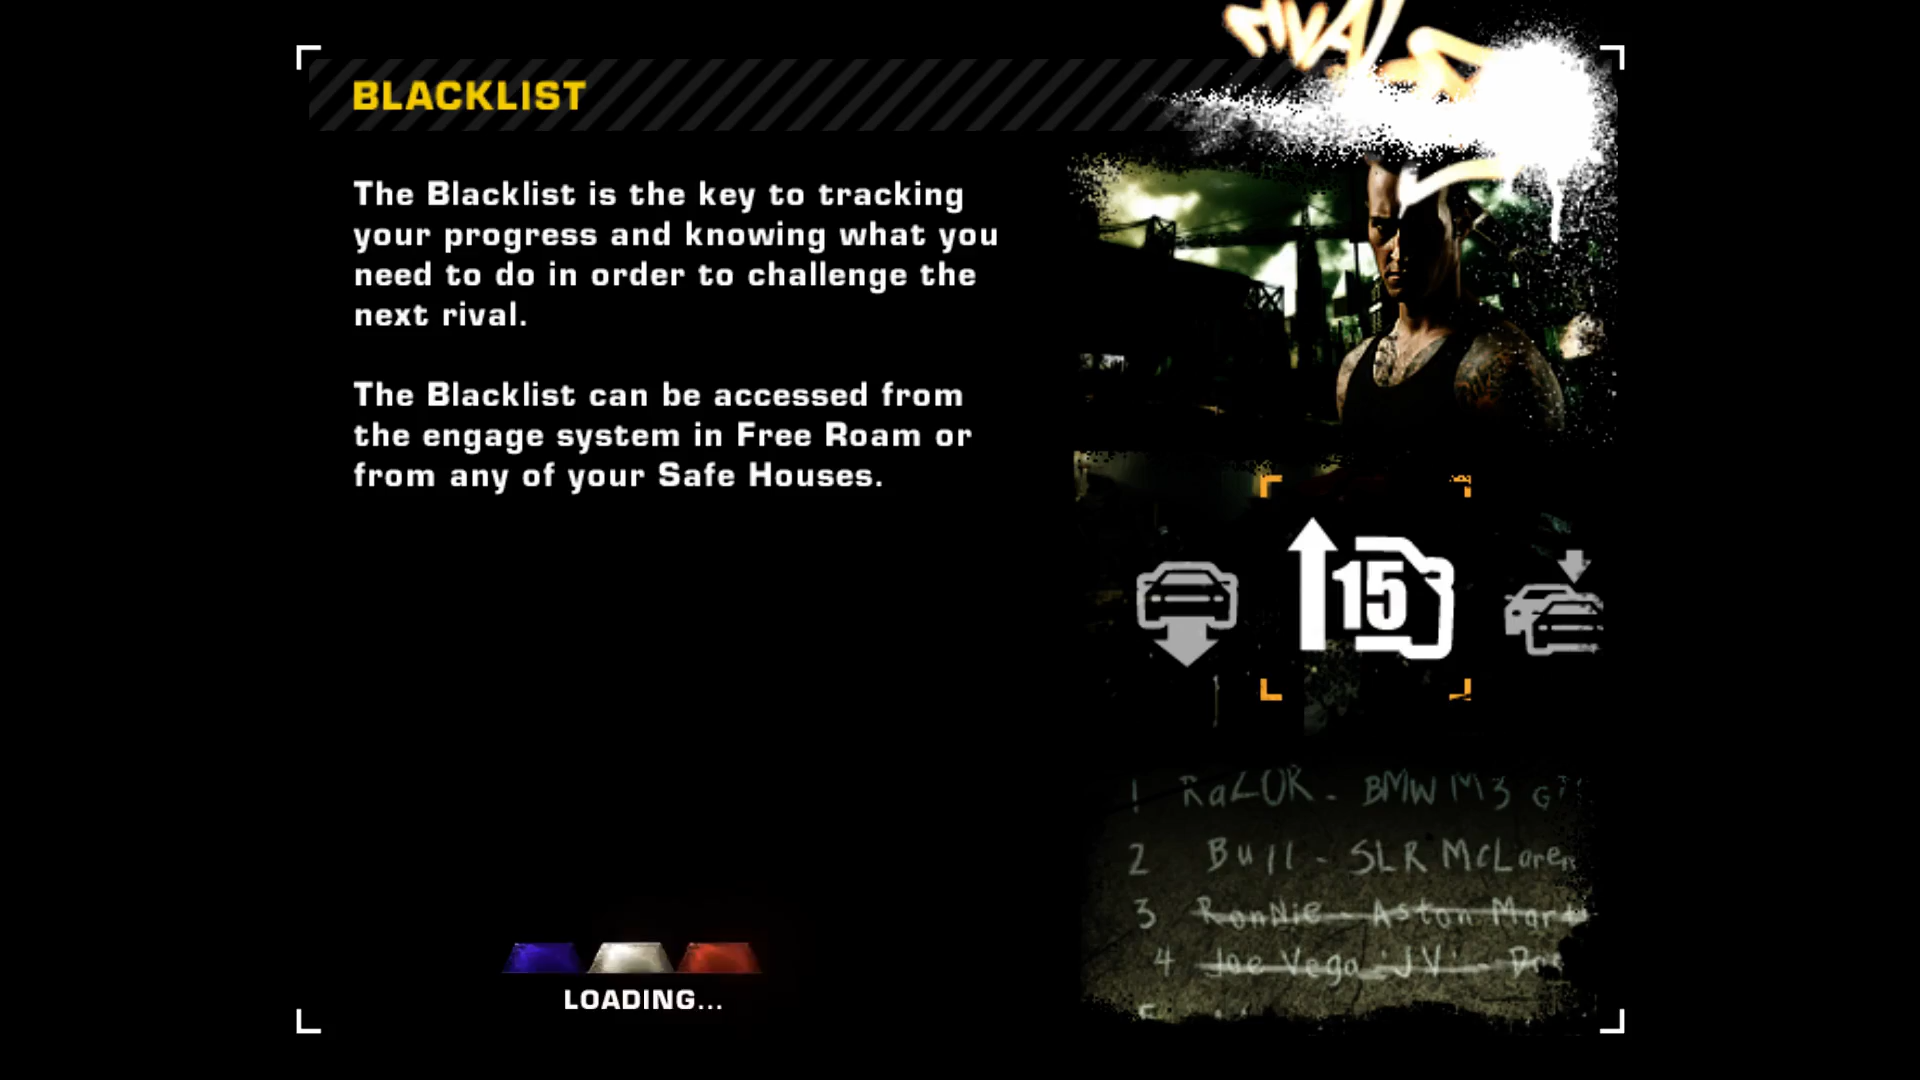 RIVAL
BLACKLIST
The Blacklist is the key to tracking
your progress and knowing what you
need to do in order to challenge the
next rival.
The Blacklist can be accessed from
the engage system in Free Roam or
from any of your Safe Houses.
15
1 RaZOR - BMW M3
2 Bull - SLR McLaren
3 Ronnie - Aston
4 Joe Vega 'JV' -
LOADING...